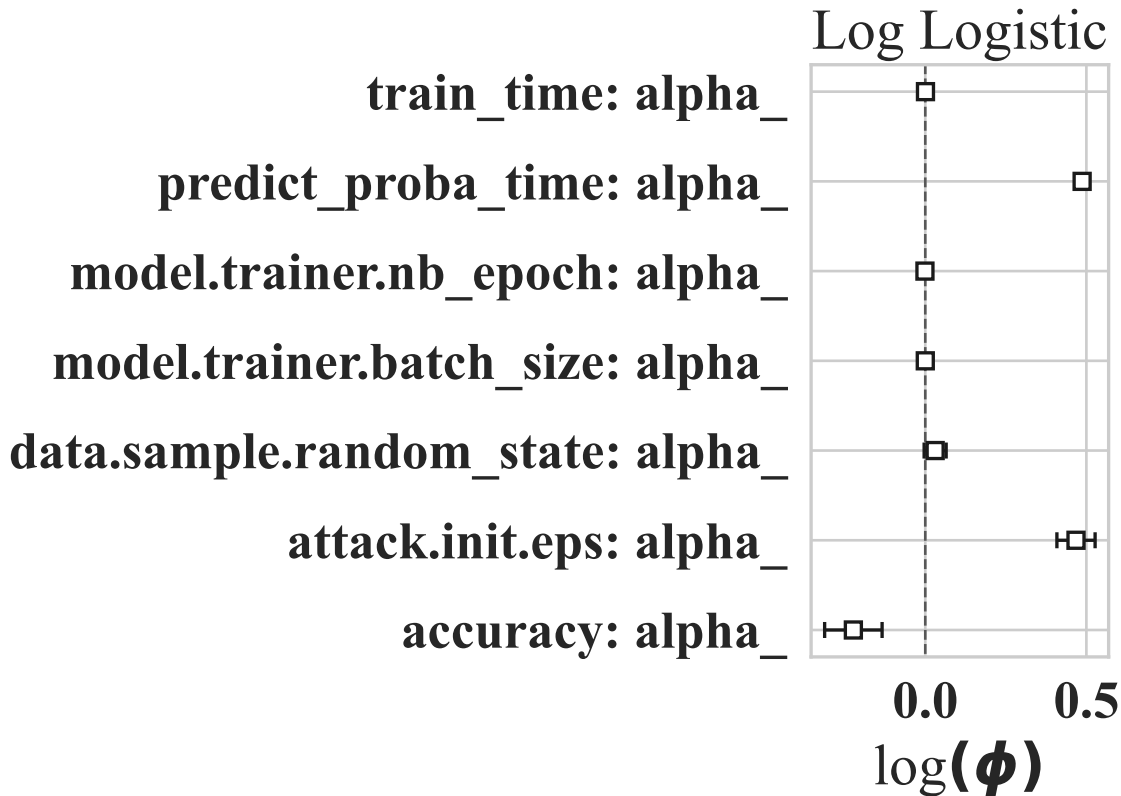 Log Logistic
train_time: alpha_
predict_proba_time: alpha_
model.trainer.nb_epoch: alpha_
model.trainer.batch_size: alpha_
data.sample.random_state: alpha_
attack.init.eps: alpha_
accuracy: alpha_
0.0 0.5
log(ϕ)